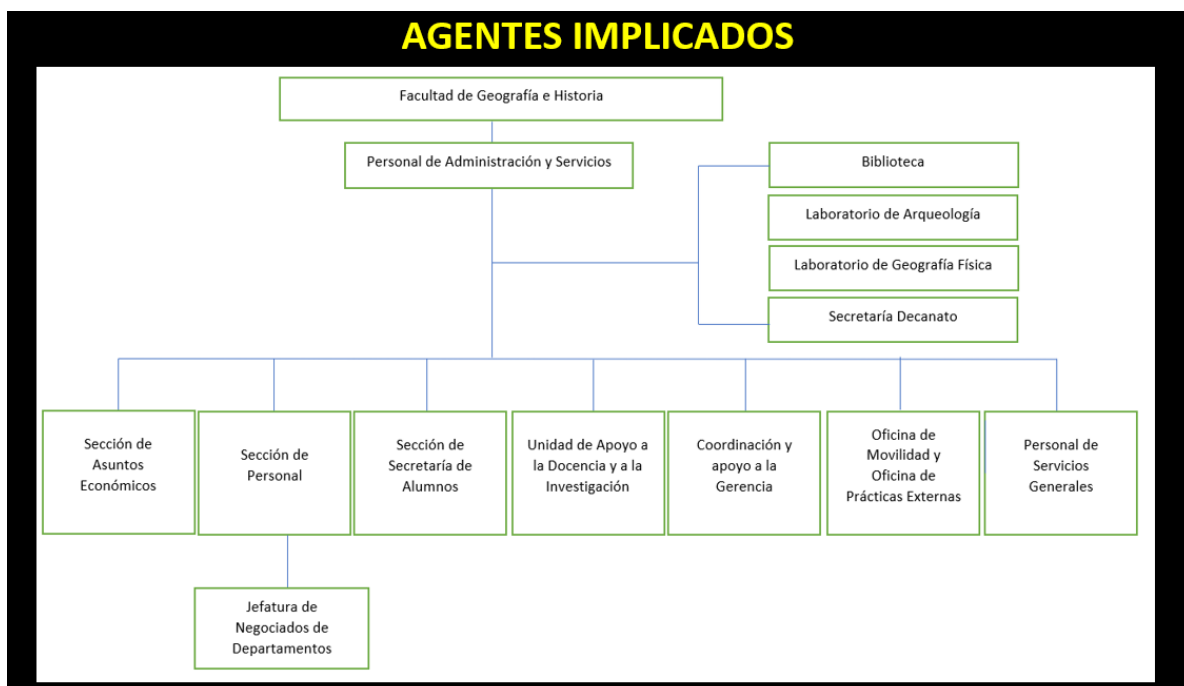 AGENTES IMPLICADOS
Facultad de Geografía e Historia
Personal de Administración y Servicios
Biblioteca
Laboratorio de Arqueología
Laboratorio de Geografía Física
Secretaría Decanato
Sección de
Asuntos
Económicos
Sección de
Personal
Sección de
Secretaría de
Alumnos
Unidad de Apoyo a
la Docencia y a la
Investigación
Coordinación y
apoyo a la
Gerencia
Oficina de
Movilidad y
Oficina de
Prácticas Externas
Personal de
Servicios
Generales
Jefatura de
Negociados de
Departamentos